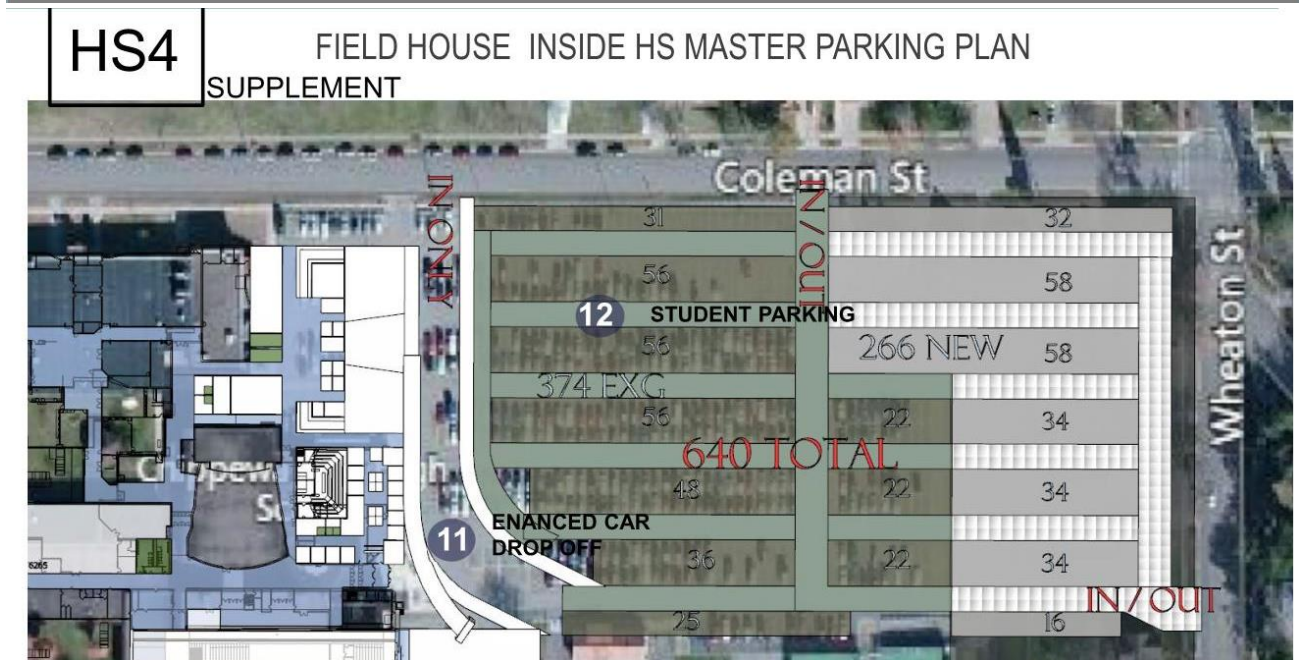 HS4
FIELD HOUSE INSIDE HS MASTER PARKING PLAN
SUPPLEMENT
Coleman St
IN ONLY
IN/OUT
31
32
Wheaton St
56
58
12
STUDENT PARKING
56
266 NEW
58
374 EXG
56
22
34
640 TOTAL
48
22
34
11
ENANCED CAR
DROP OFF
36
22
34
IN/OUT
25
16